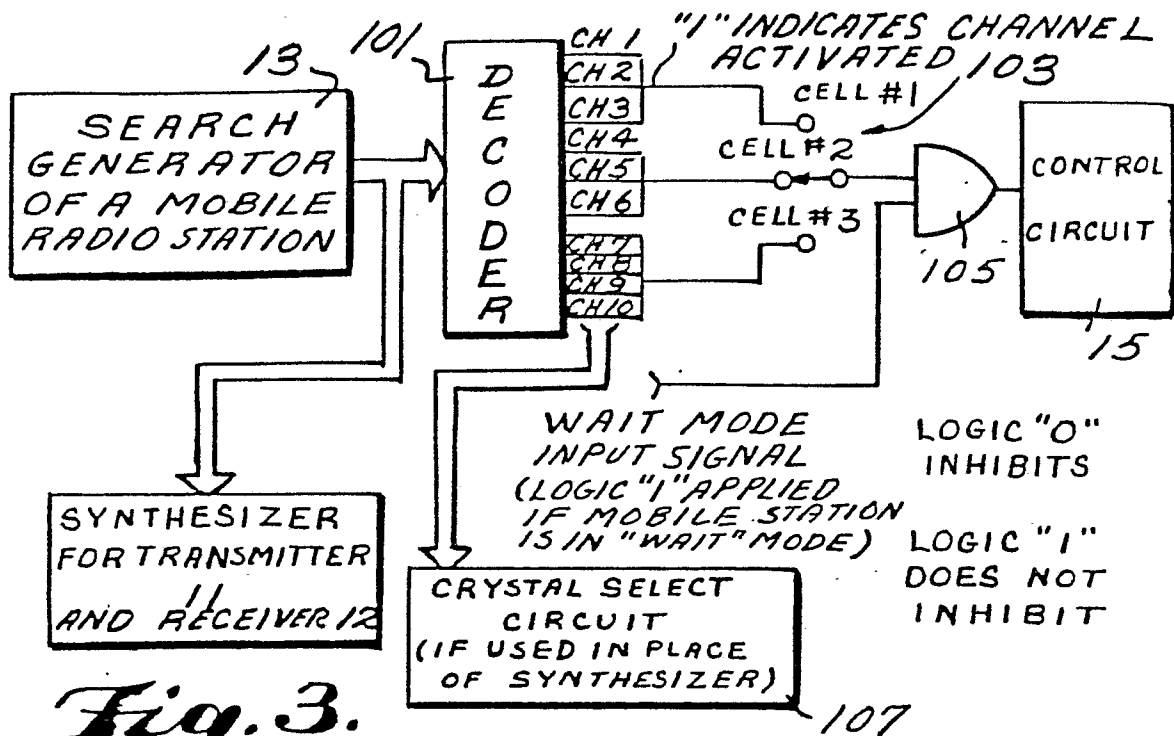 13
SEARCH
GENERATOR
OF A MOBILE
RADIO STATION
101
DECODER
CH 1
CH 2
CH 3
CH 4
CH 5
CH 6
CH 7
CH 8
CH 9
CH 10
"1" INDICATES CHANNEL
ACTIVATED
103
CELL #1
CELL #2
CELL #3
105
CONTROL
CIRCUIT
15
WAIT MODE
INPUT SIGNAL
(LOGIC "1" APPLIED
IF MOBILE STATION
IS IN "WAIT" MODE)
LOGIC "0"
INHIBITS
LOGIC "1"
DOES NOT
INHIBIT
SYNTHESIZER
FOR TRANSMITTER
11
AND RECEIVER 12
CRYSTAL SELECT
CIRCUIT
(IF USED IN PLACE
OF SYNTHESIZER)
107
Fig. 3.